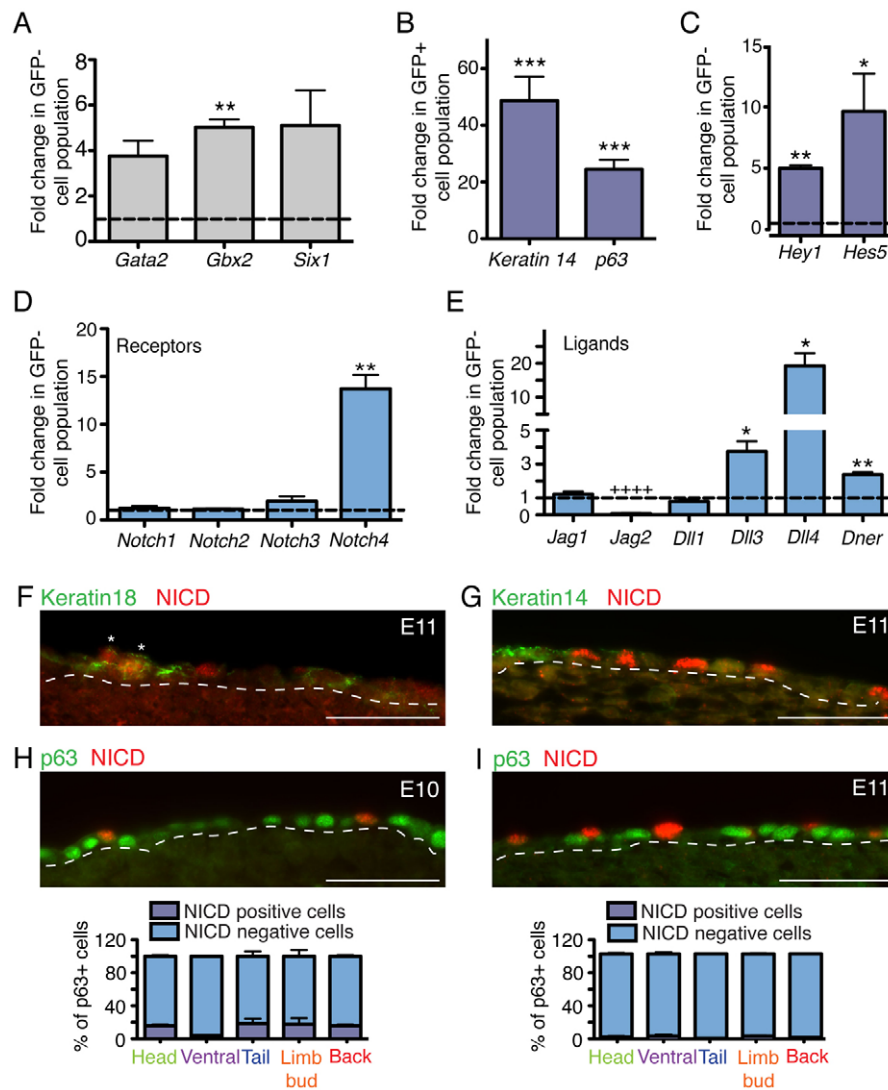 A
Fold change in GFP-
cell population
8
6
4
2
0
**
Gata2 Gbx2 Six1
B
Fold change in GFP+
cell population
60
40
20
0
***
***
Keratin 14 p63
C
Fold change in GFP-
cell population
15
10
5
0
**
*
Hey1 Hes5
D
Fold change in GFP-
cell population
20
15
10
5
0
Receptors
**
Notch1 Notch2 Notch3 Notch4
E
Fold change in GFP-
cell population
30
20
10
5
3
1
0
Ligands
++++
*
*
**
Jag1 Jag2 Dll1 Dll3 Dll4 Dner
F Keratin18 NICD
* *
E11
G Keratin14 NICD
E11
H p63 NICD
E10
NICD positive cells
NICD negative cells
% of p63+ cells
120
80
40
0
Head Ventral Tail Limb Back
bud
I p63 NICD
E11
NICD positive cells
NICD negative cells
% of p63+ cells
120
80
40
0
Head Ventral Tail Limb Back
bud